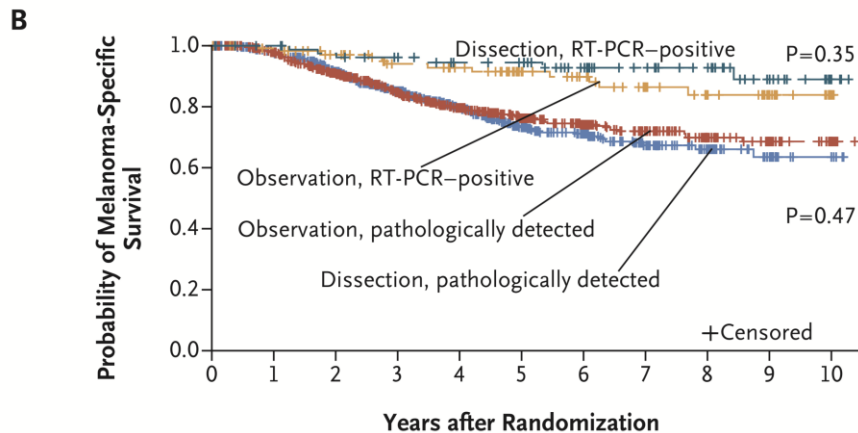 B
Probability of Melanoma-Specific
Survival
1.0
0.8
0.6
0.4
0.2
0.0
Dissection, RT-PCR–positive
P=0.35
Observation, RT-PCR–positive
Observation, pathologically detected
P=0.47
Dissection, pathologically detected
+Censored
0 1 2 3 4 5 6 7 8 9 10
Years after Randomization